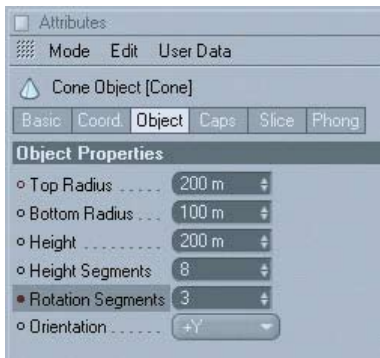 Attributes
Mode Edit User Data
Cone Object [Cone]
Basic Coord. Object Caps Slice Phong
Object Properties
Top Radius ..... 200 m
Bottom Radius ... 100 m
Height ......... 200 m
Height Segments 8
Rotation Segments 3
Orientation ...... +Y